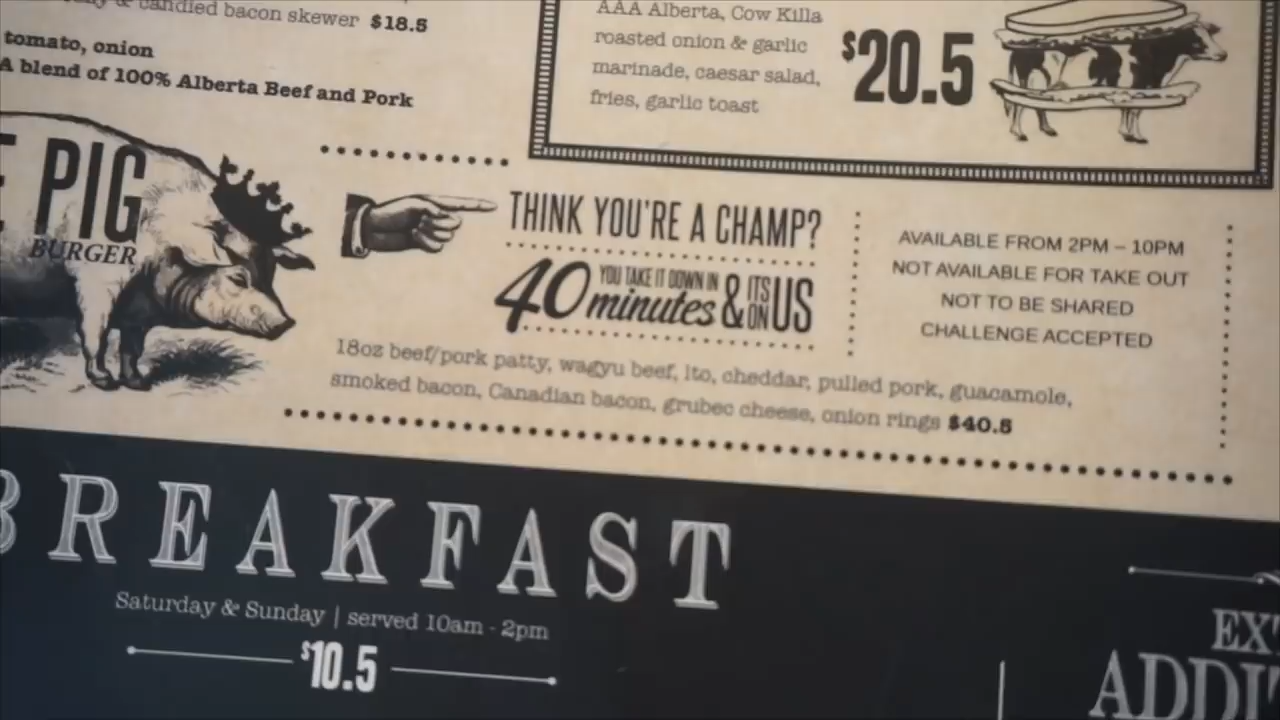 & candied bacon skewer $18.5
tomato, onion
A blend of 100% Alberta Beef and Pork
AAA Alberta, Cow Killa
roasted onion & garlic
marinade, caesar salad,
fries, garlic toast
$20.5
PIG
BURGER
THINK YOU'RE A CHAMP?
40 minutes YOU TAKE IT DOWN IN & ITS ON US
AVAILABLE FROM 2PM – 10PM
NOT AVAILABLE FOR TAKE OUT
NOT TO BE SHARED
CHALLENGE ACCEPTED
18oz beef/pork patty, wagyu beef, lto, cheddar, pulled pork, guacamole,
smoked bacon, Canadian bacon, grubec cheese, onion rings $40.5
BREAKFAST
Saturday & Sunday | served 10am - 2pm
$10.5